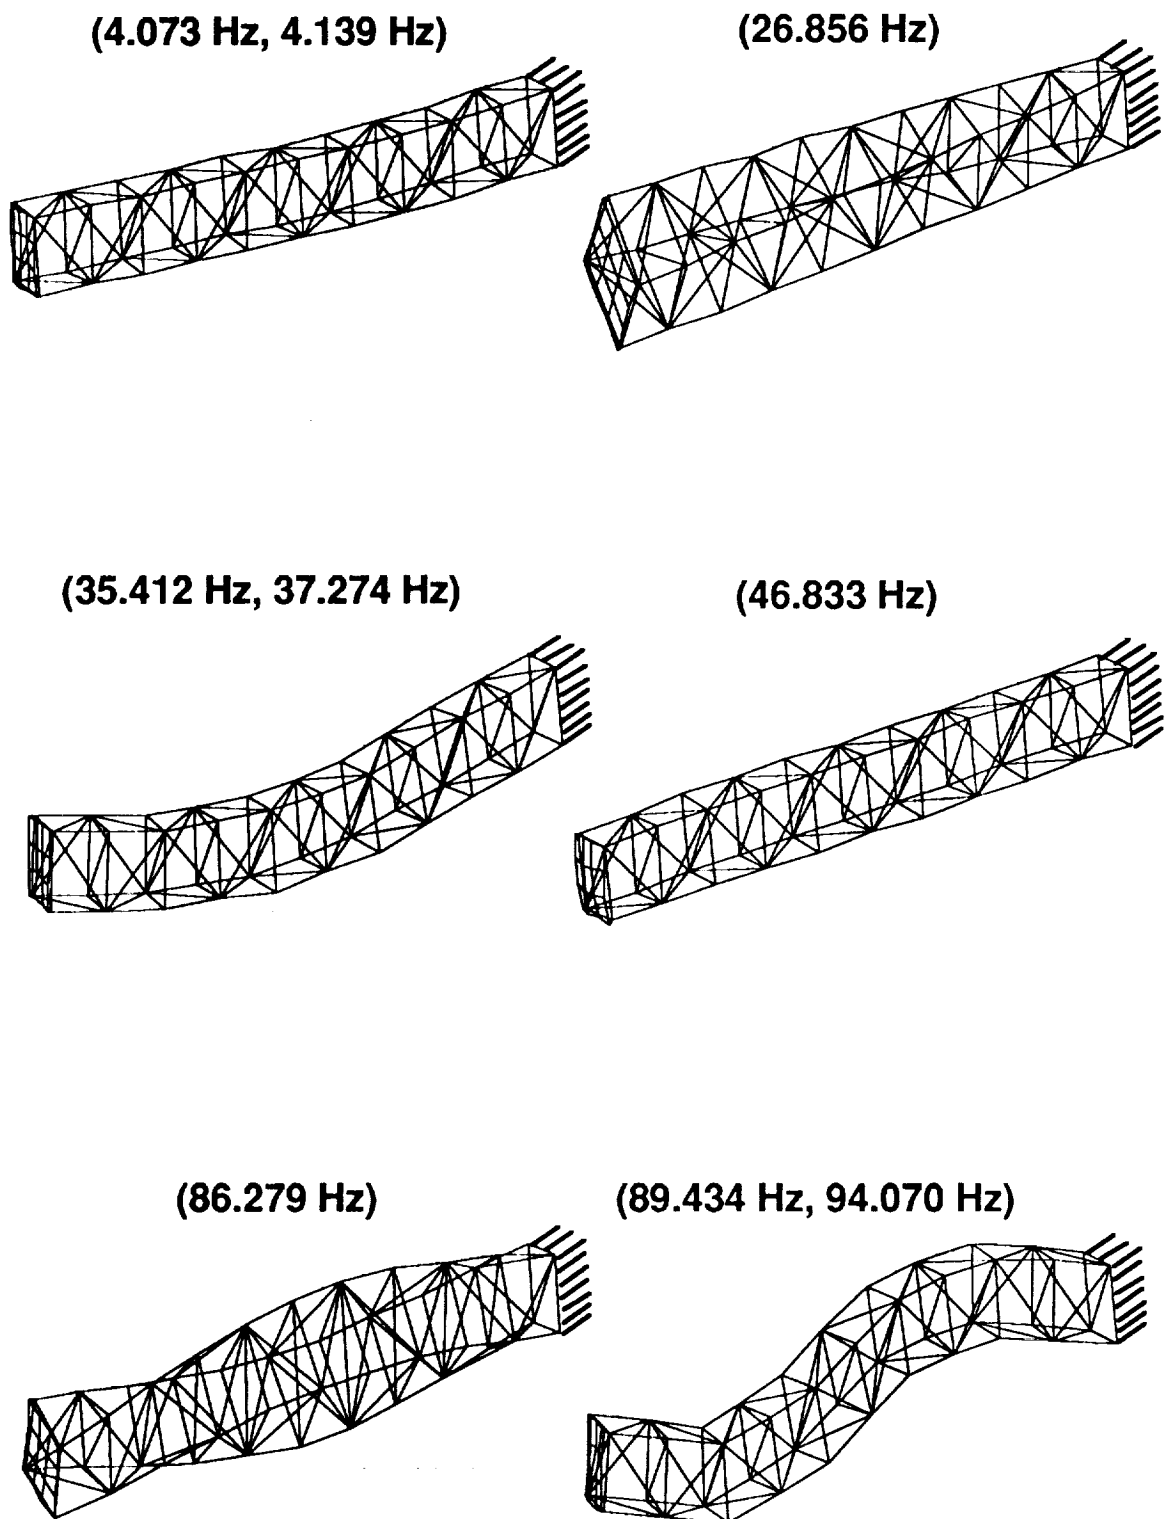 (4.073 Hz, 4.139 Hz)
(26.856 Hz)
(35.412 Hz, 37.274 Hz)
(46.833 Hz)
(86.279 Hz)
(89.434 Hz, 94.070 Hz)